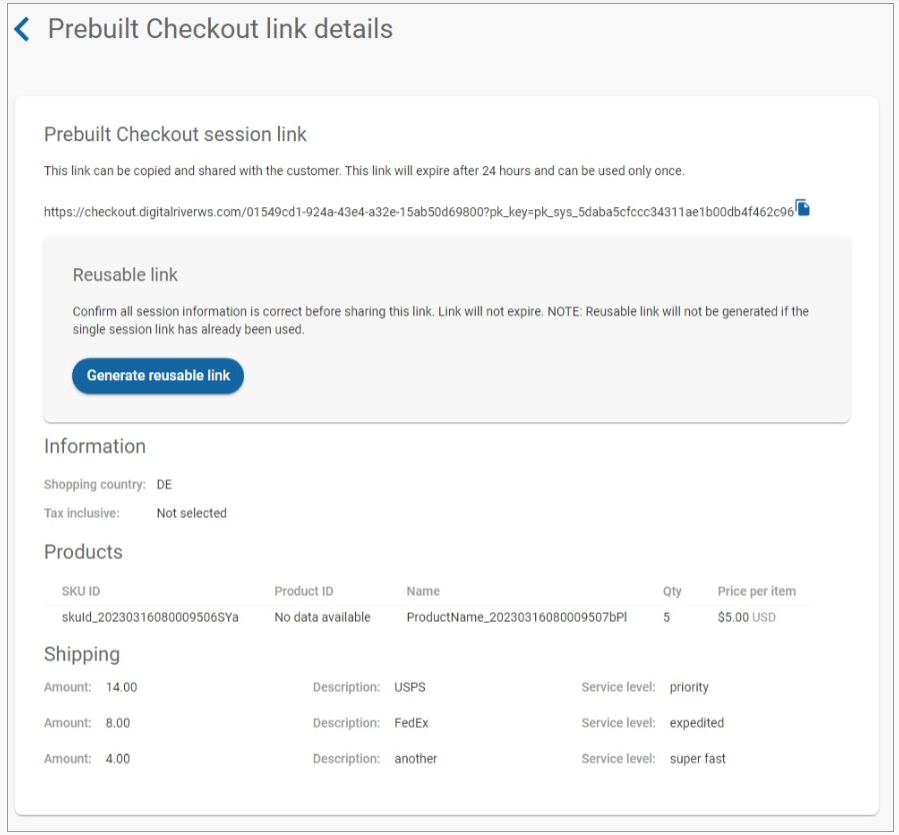 Prebuilt Checkout link details
Prebuilt Checkout session link
This link can be copied and shared with the customer. This link will expire after 24 hours and can be used only once.
https://checkout.digitalriverws.com/01549cd1-924a-43e4-a32e-15ab50d69800?pk_key=pk_sys_5daba5cfccc34311ae1b00db4f462c96
Reusable link
Confirm all session information is correct before sharing this link. Link will not expire. NOTE: Reusable link will not be generated if the
single session link has already been used.
Generate reusable link
Information
Shopping country: DE
Tax inclusive: Not selected
Products
SKU ID Product ID Name Qty Price per item
skuId_20230316080009506SYa No data available ProductName_20230316080009507bPl 5 $5.00 USD
Shipping
Amount: 14.00 Description: USPS Service level: priority
Amount: 8.00 Description: FedEx Service level: expedited
Amount: 4.00 Description: another Service level: super fast